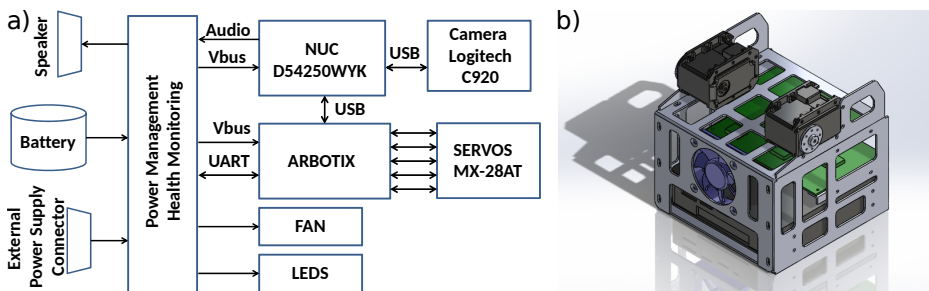 a)
Speaker
Battery
External
Power Supply
Connector
Power Management
Health Monitoring
Audio
Vbus
NUC
D54250WYK
USB
Camera
Logitech
C920
USB
Vbus
UART
ARBOTIX
SERVOS
MX-28AT
FAN
LEDS
b)